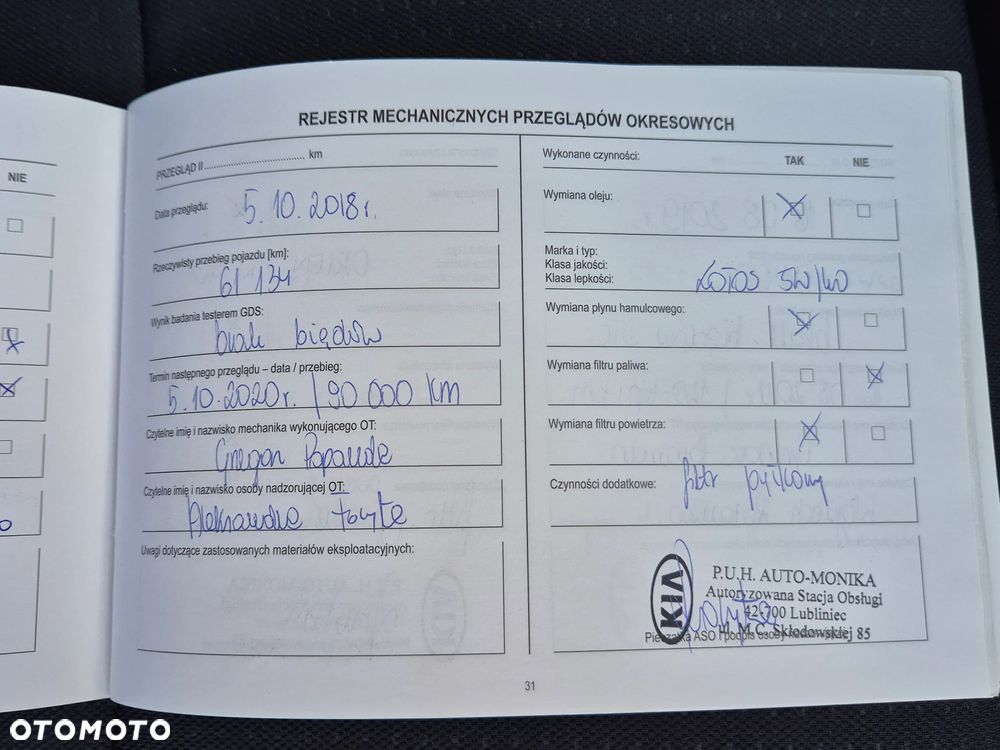 REJESTR MECHANICZNYCH PRZEGLĄDÓW OKRESOWYCH
NIE
PRZEGLĄD II ........................................ km
Data przeglądu: 5.10.2018r.
Rzeczywisty przebieg pojazdu [km]:
61 134
Wynik badania testerem GDS:
brak błędów
Termin następnego przeglądu – data / przebieg:
5.10.2020r. / 90 000 KM
Czytelne imię i nazwisko mechanika wykonującego OT:
Czytelne imię i nazwisko osoby nadzorującej OT:
Aleksandra
Uwagi dotyczące zastosowanych materiałów eksploatacyjnych:
Wykonane czynności: TAK NIE
Wymiana oleju:
Marka i typ:
Klasa jakości:
Klasa lepkości: LOTOS 5W/40
Wymiana płynu hamulcowego:
Wymiana filtru paliwa:
Wymiana filtru powietrza:
Czynności dodatkowe: filtr pyłkowy
KIA
P.U.H. AUTO-MONIKA
Autoryzowana Stacja Obsługi
42-700 Lubliniec
ul. M.C. Skłodowskiej 85
Pieczątka ASO i podpis osoby
31
OTOMOTO